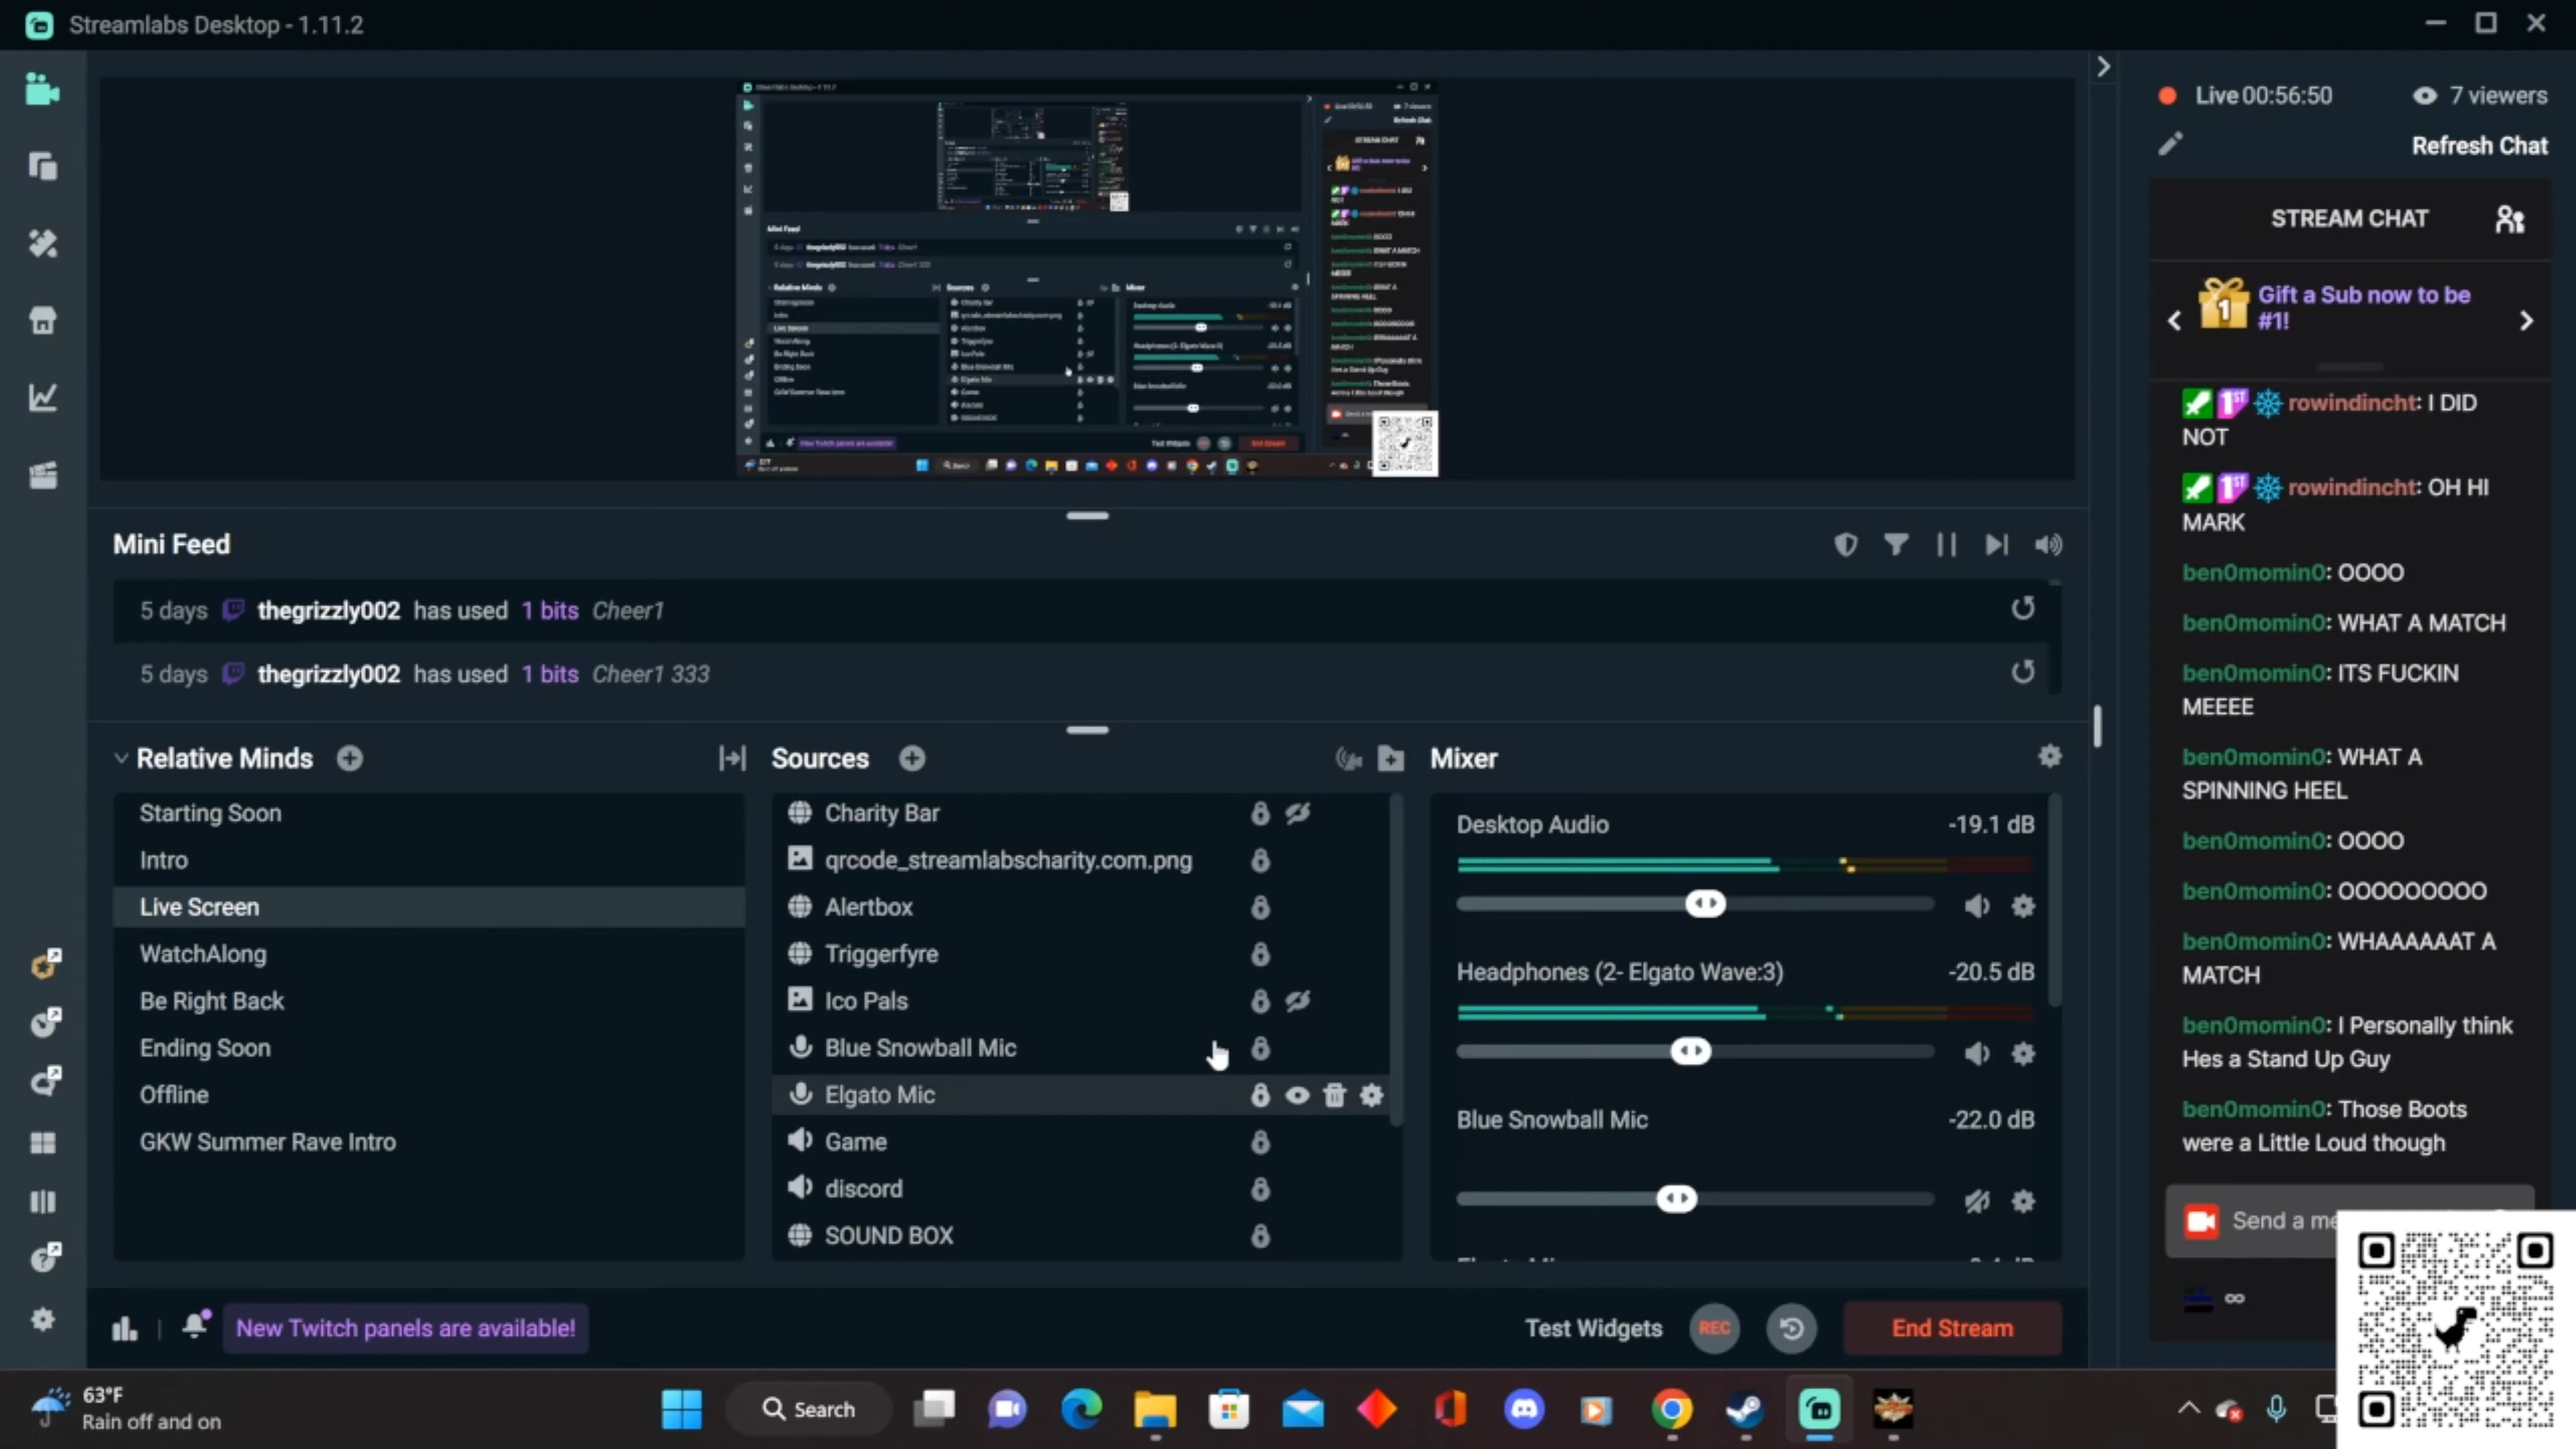 Streamlabs Desktop - 1.11.2
Live 00:56:50
7 viewers
Refresh Chat
STREAM CHAT
1
Gift a Sub now to be
#1!
rowindincht: I DID
NOT
rowindincht: OH HI
MARK
ben0momin0: OOOO
ben0momin0: WHAT A MATCH
ben0momin0: ITS FUCKIN
MEEEE
ben0momin0: WHAT A
SPINNING HEEL
ben0momin0: OOOO
ben0momin0: OOOOOOOOO
ben0momin0: WHAAAAAAT A
MATCH
ben0momin0: I Personally think
Hes a Stand Up Guy
ben0momin0: Those Boots
were a Little Loud though
Send a me
Mini Feed
5 days thegrizzly002 has used 1 bits Cheer1
5 days thegrizzly002 has used 1 bits Cheer1 333
Relative Minds
Starting Soon
Intro
Live Screen
WatchAlong
Be Right Back
Ending Soon
Offline
GKW Summer Rave Intro
Sources
Charity Bar
qrcode_streamlabscharity.com.png
Alertbox
Triggerfyre
Ico Pals
Blue Snowball Mic
Elgato Mic
Game
discord
SOUND BOX
Mixer
Desktop Audio -19.1 dB
Headphones (2- Elgato Wave:3) -20.5 dB
Blue Snowball Mic -22.0 dB
New Twitch panels are available!
Test Widgets
REC
End Stream
63°F
Rain off and on
Search